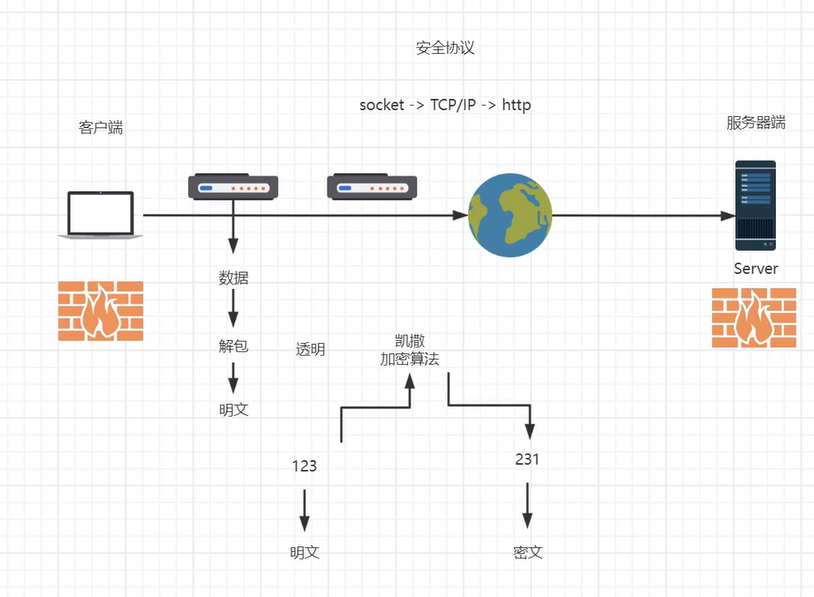 安全协议
socket -> TCP/IP -> http
客户端
服务器端
Server
数据
解包
透明
凯撒
加密算法
明文
123
231
明文
密文